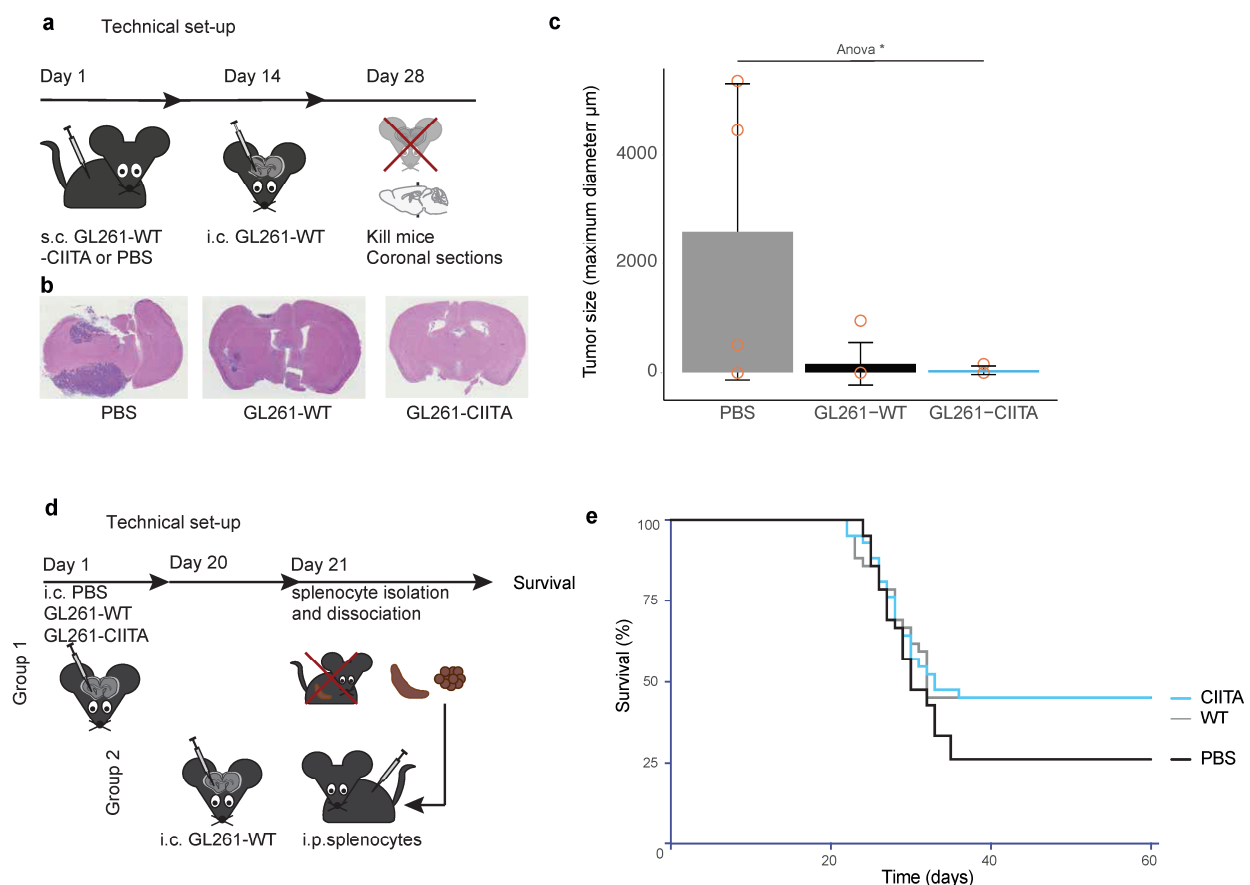 a
Technical set-up
Day 1
Day 14
Day 28
s.c. GL261-WT
-CIITA or PBS
i.c. GL261-WT
Kill mice
Coronal sections
b
PBS
GL261-WT
GL261-CIITA
c
Anova *
Tumor size (maximum diameterr µm)
4000
2000
0
PBS
GL261−WT
GL261−CIITA
d
Technical set-up
Day 1
Day 20
Day 21
Survival
i.c. PBS
GL261-WT
GL261-CIITA
splenocyte isolation
and dissociation
Group 1
Group 2
i.c. GL261-WT
i.p.splenocytes
e
Survival (%)
100
75
50
25
0
20
40
60
Time (days)
CIITA
WT
PBS